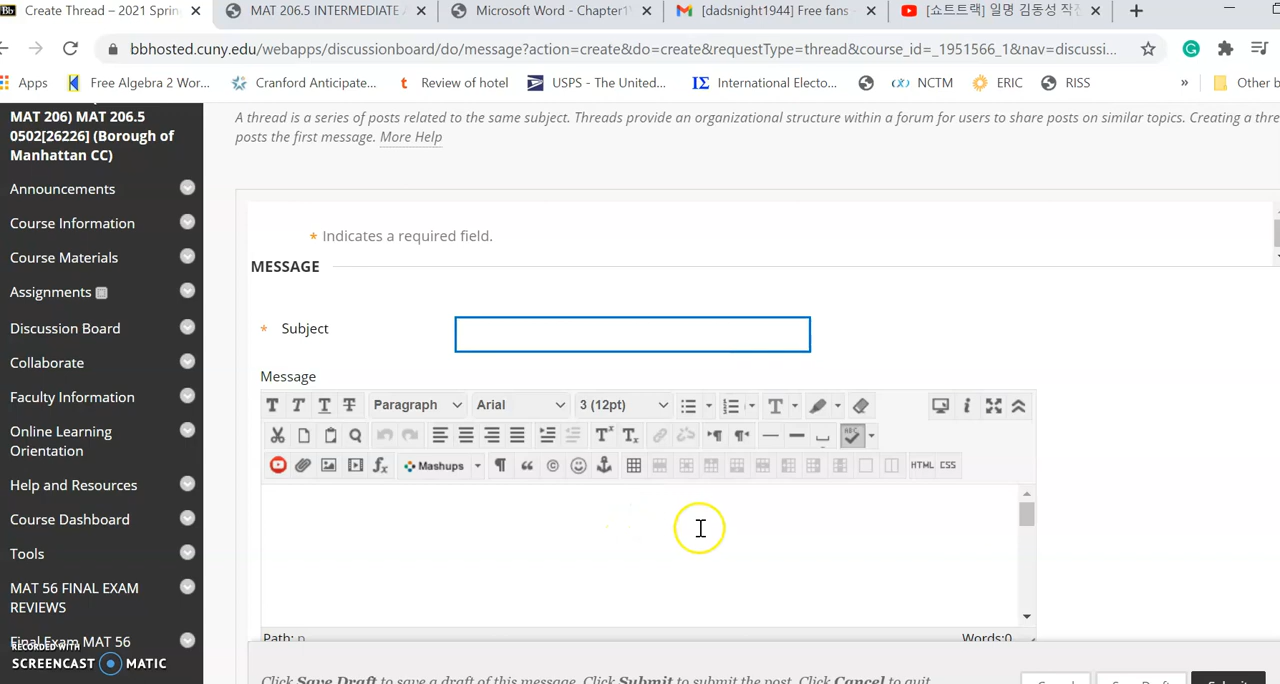 Create Thread – 2021 Sprin
MAT 206.5 INTERMEDIATE
Microsoft Word - Chapter1
[dadsnight1944] Free fans
[쇼트트랙] 일명 김동성 작전
bbhosted.cuny.edu/webapps/discussionboard/do/message?action=create&do=create&requestType=thread&course_id=_1951566_1&nav=discussi...
Apps
Free Algebra 2 Wor...
Cranford Anticipate...
Review of hotel
USPS - The United...
International Electo...
NCTM
ERIC
RISS
»
Other b
MAT 206) MAT 206.5
0502[26226] (Borough of
Manhattan CC)
Announcements
Course Information
Course Materials
Assignments
Discussion Board
Collaborate
Faculty Information
Online Learning
Orientation
Help and Resources
Course Dashboard
Tools
MAT 56 FINAL EXAM
REVIEWS
Final Exam MAT 56
RECORDED WITH
SCREENCAST MATIC
A thread is a series of posts related to the same subject. Threads provide an organizational structure within a forum for users to share posts on similar topics. Creating a thre
posts the first message. More Help
* Indicates a required field.
MESSAGE
* Subject
Message
Paragraph
Arial
3 (12pt)
Mashups
HTML CSS
Path: p
Words:0
Click Save Draft to save a draft of this message. Click Submit to submit the post. Click Cancel to quit.
Cancel
Save Draft
Submit